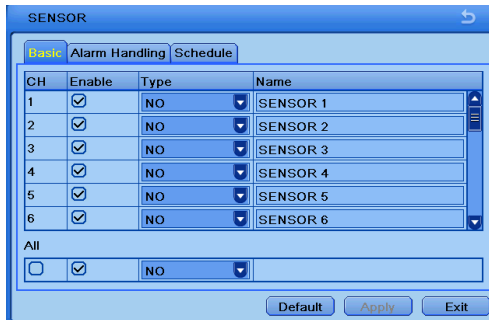 SENSOR
Basic Alarm Handling Schedule
CH Enable Type Name
1 NO SENSOR 1
2 NO SENSOR 2
3 NO SENSOR 3
4 NO SENSOR 4
5 NO SENSOR 5
6 NO SENSOR 6
All
NO
Default Apply Exit